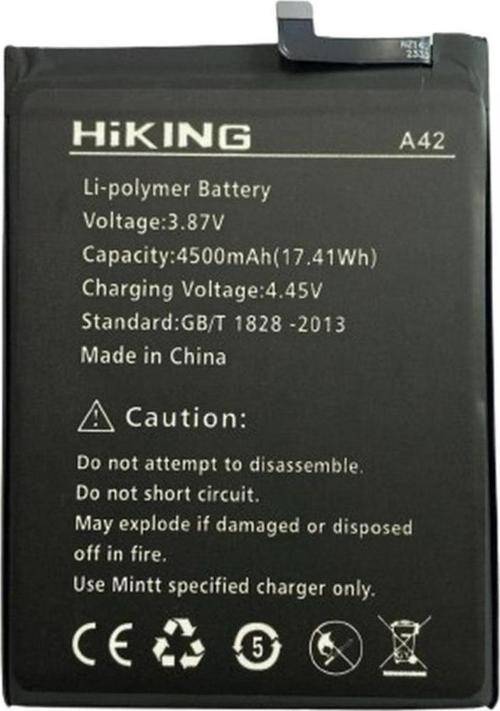 HiKING
A42
Li-polymer Battery
Voltage:3.87V
Capacity:4500mAh(17.41Wh)
Charging Voltage:4.45V
Standard:GB/T 1828 -2013
Made in China
Caution:
Do not attempt to disassemble.
Do not short circuit.
May explode if damaged or disposed
off in fire.
Use Mintt specified charger only.
CE
5